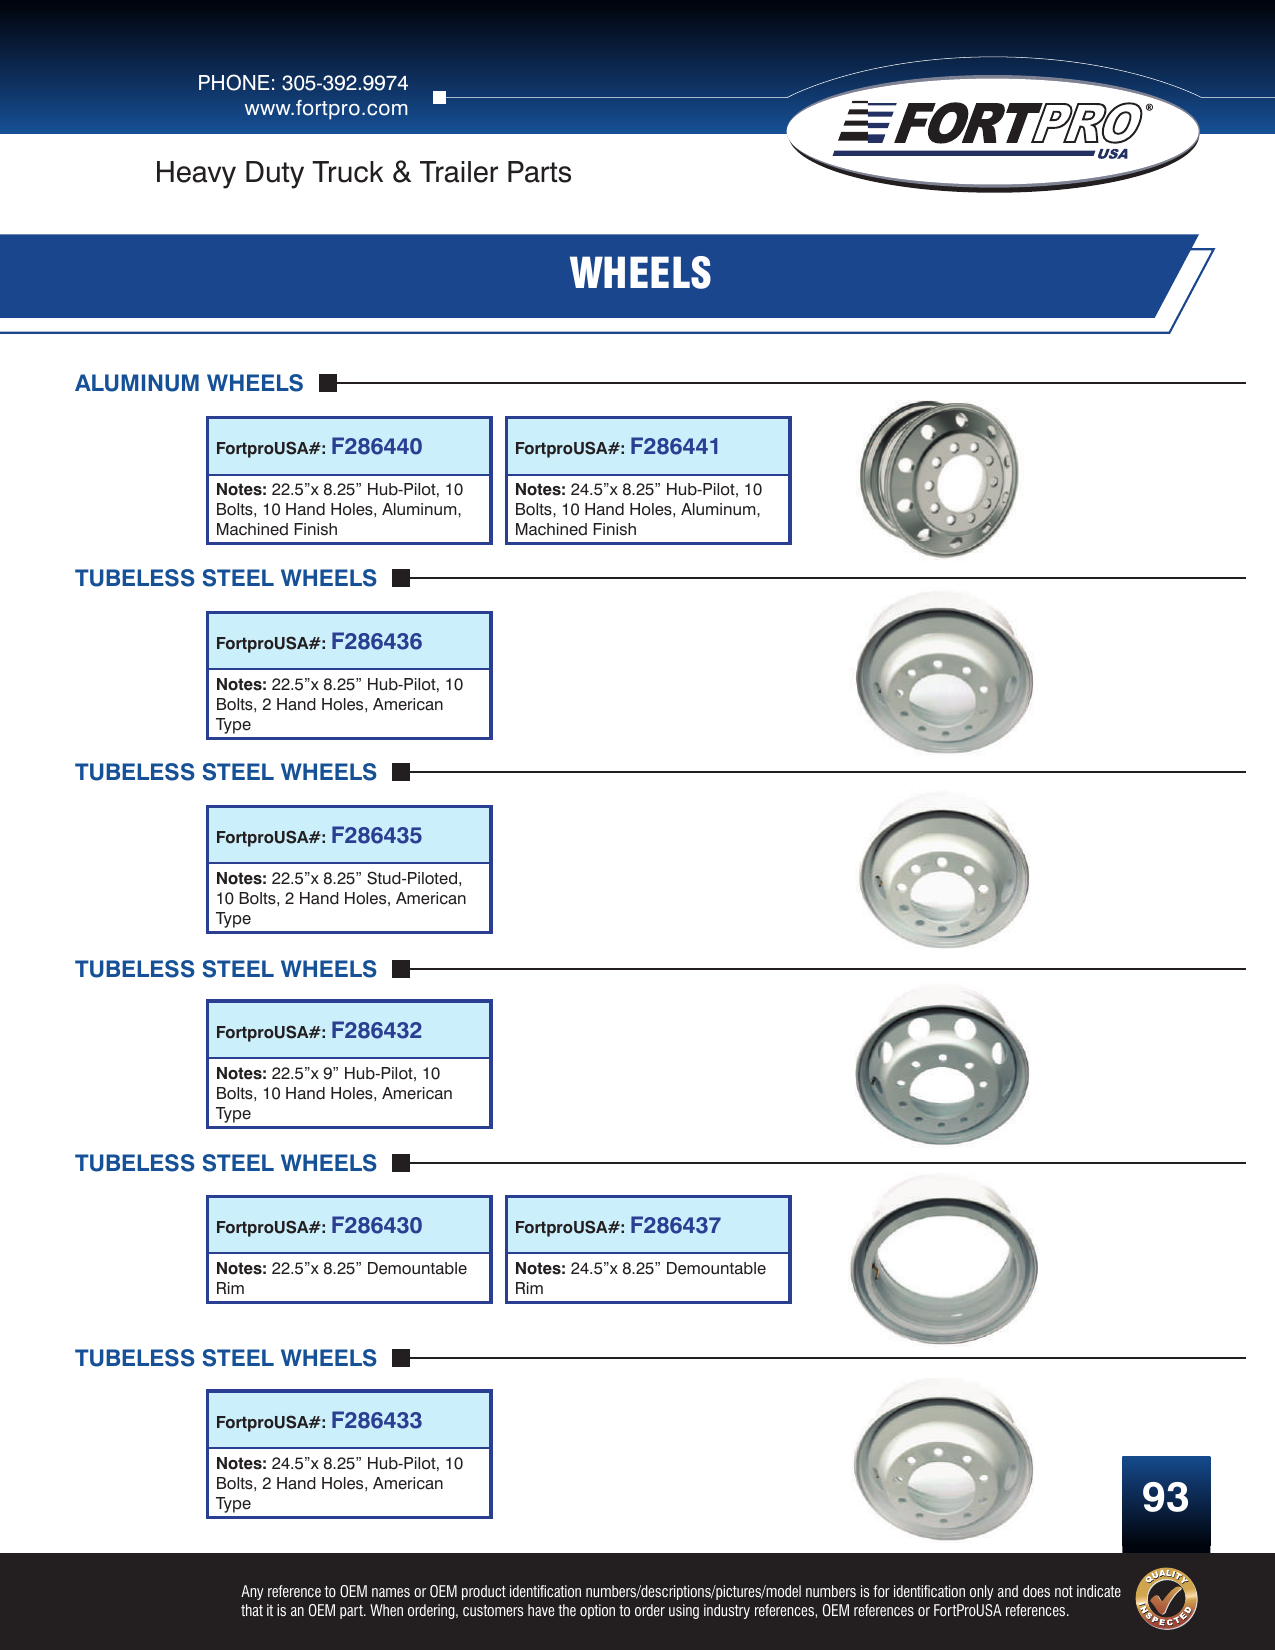 PHONE: 305-392.9974
www.fortpro.com
FORTPRO®
USA
Heavy Duty Truck & Trailer Parts
WHEELS
ALUMINUM WHEELS
FortproUSA#: F286440
Notes: 22.5”x 8.25” Hub-Pilot, 10
Bolts, 10 Hand Holes, Aluminum,
Machined Finish
FortproUSA#: F286441
Notes: 24.5”x 8.25” Hub-Pilot, 10
Bolts, 10 Hand Holes, Aluminum,
Machined Finish
TUBELESS STEEL WHEELS
FortproUSA#: F286436
Notes: 22.5”x 8.25” Hub-Pilot, 10
Bolts, 2 Hand Holes, American
Type
TUBELESS STEEL WHEELS
FortproUSA#: F286435
Notes: 22.5”x 8.25” Stud-Piloted,
10 Bolts, 2 Hand Holes, American
Type
TUBELESS STEEL WHEELS
FortproUSA#: F286432
Notes: 22.5”x 9” Hub-Pilot, 10
Bolts, 10 Hand Holes, American
Type
TUBELESS STEEL WHEELS
FortproUSA#: F286430
Notes: 22.5”x 8.25” Demountable
Rim
FortproUSA#: F286437
Notes: 24.5”x 8.25” Demountable
Rim
TUBELESS STEEL WHEELS
FortproUSA#: F286433
Notes: 24.5”x 8.25” Hub-Pilot, 10
Bolts, 2 Hand Holes, American
Type
93
Any reference to OEM names or OEM product identification numbers/descriptions/pictures/model numbers is for identification only and does not indicate
that it is an OEM part. When ordering, customers have the option to order using industry references, OEM references or FortProUSA references.
QUALITY
INSPECTED